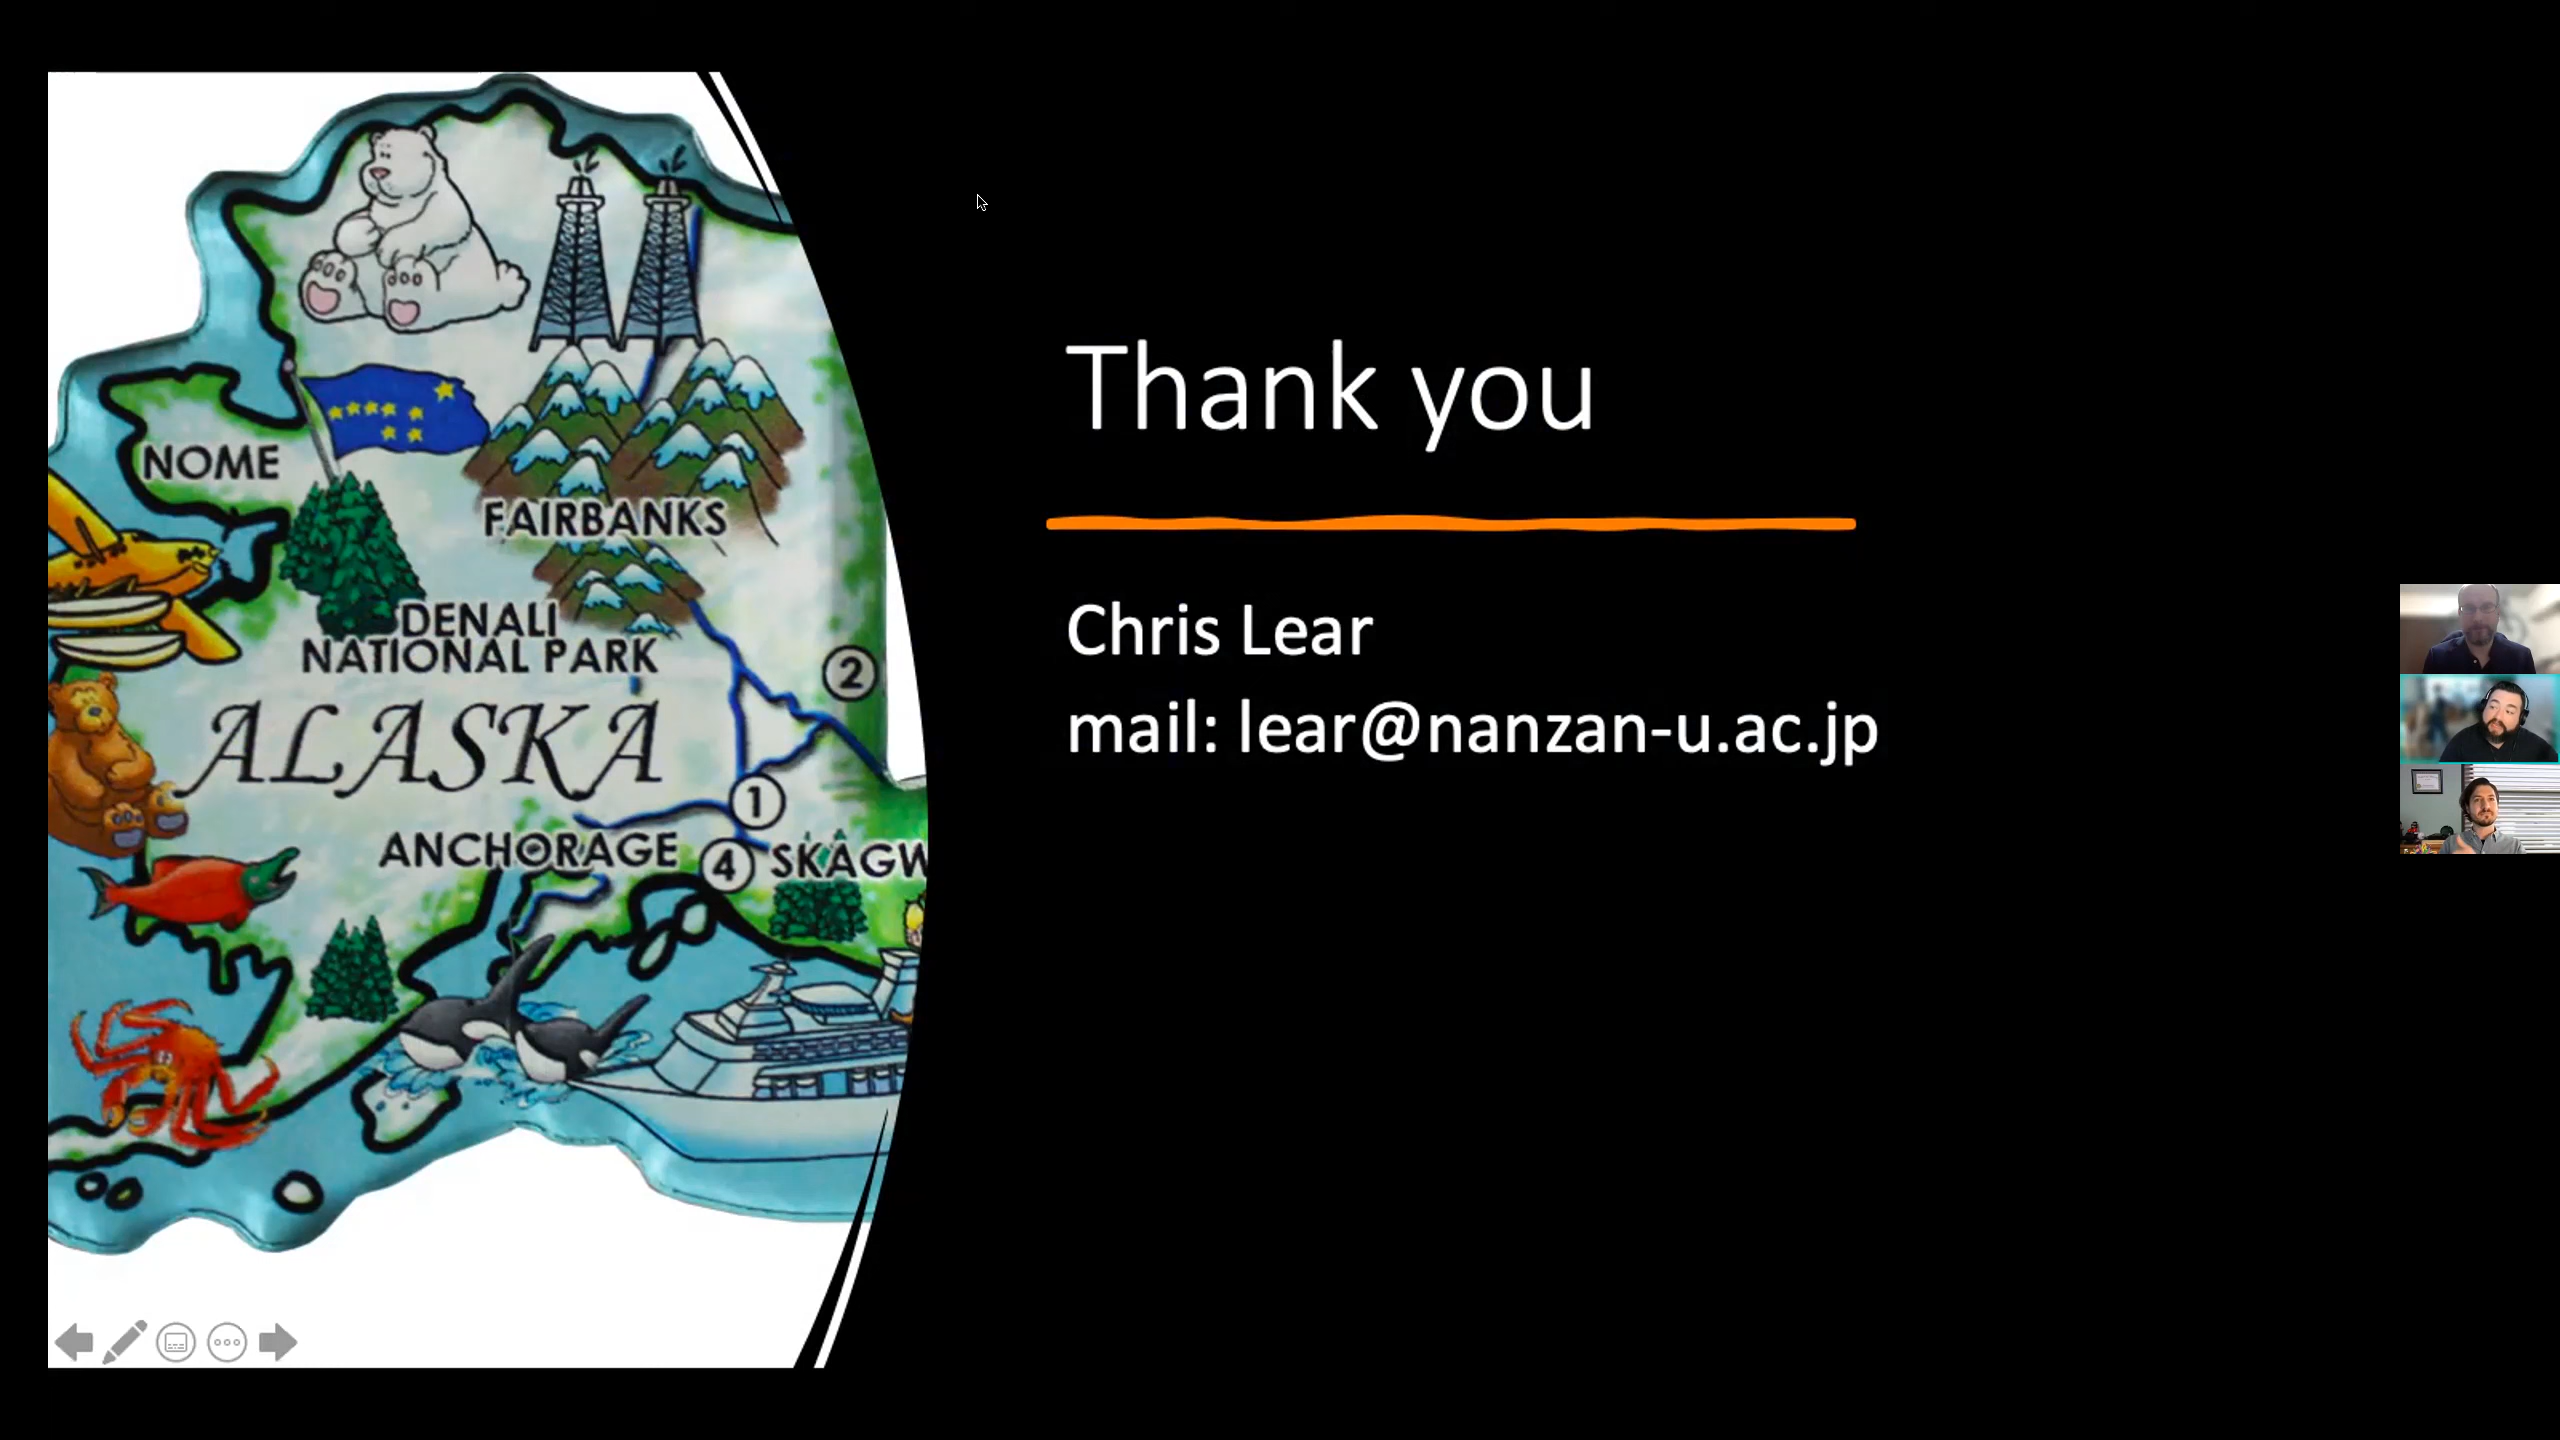 NOME
FAIRBANKS
DENALI
NATIONAL PARK
2
ALASKA
1
ANCHORAGE
4
SKAGW
Thank you
Chris Lear
mail: lear@nanzan-u.ac.jp